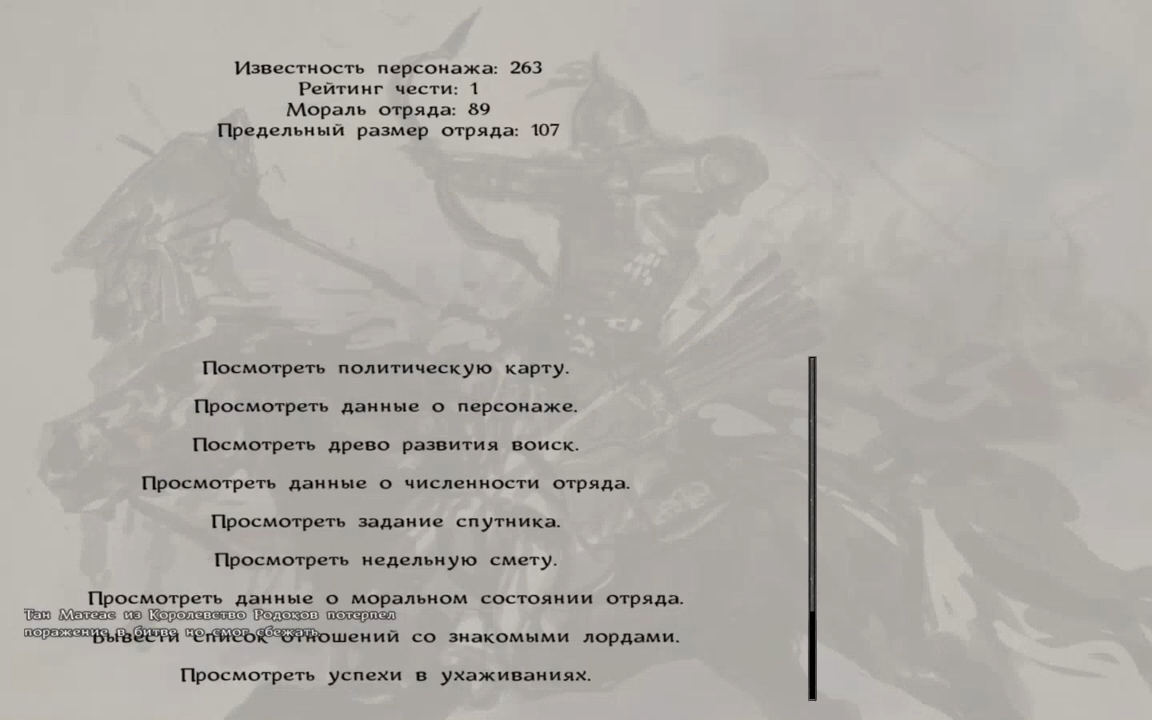 Известность персонажа: 263
Рейтинг чести: 1
Мораль отряда: 89
Предельный размер отряда: 107
Посмотреть политическую карту.
Просмотреть данные о персонаже.
Посмотреть древо развития воиск.
Просмотреть данные о численности отряда.
Просмотреть задание спутника.
Просмотреть недельную смету.
Просмотреть данные о моральном состоянии отряда.
Тан Матеас из Королевство Родоков потерпел
поражение в битве но смог сбежать.
Вывести список отношений со знакомыми лордами.
Просмотреть успехи в ухаживаниях.